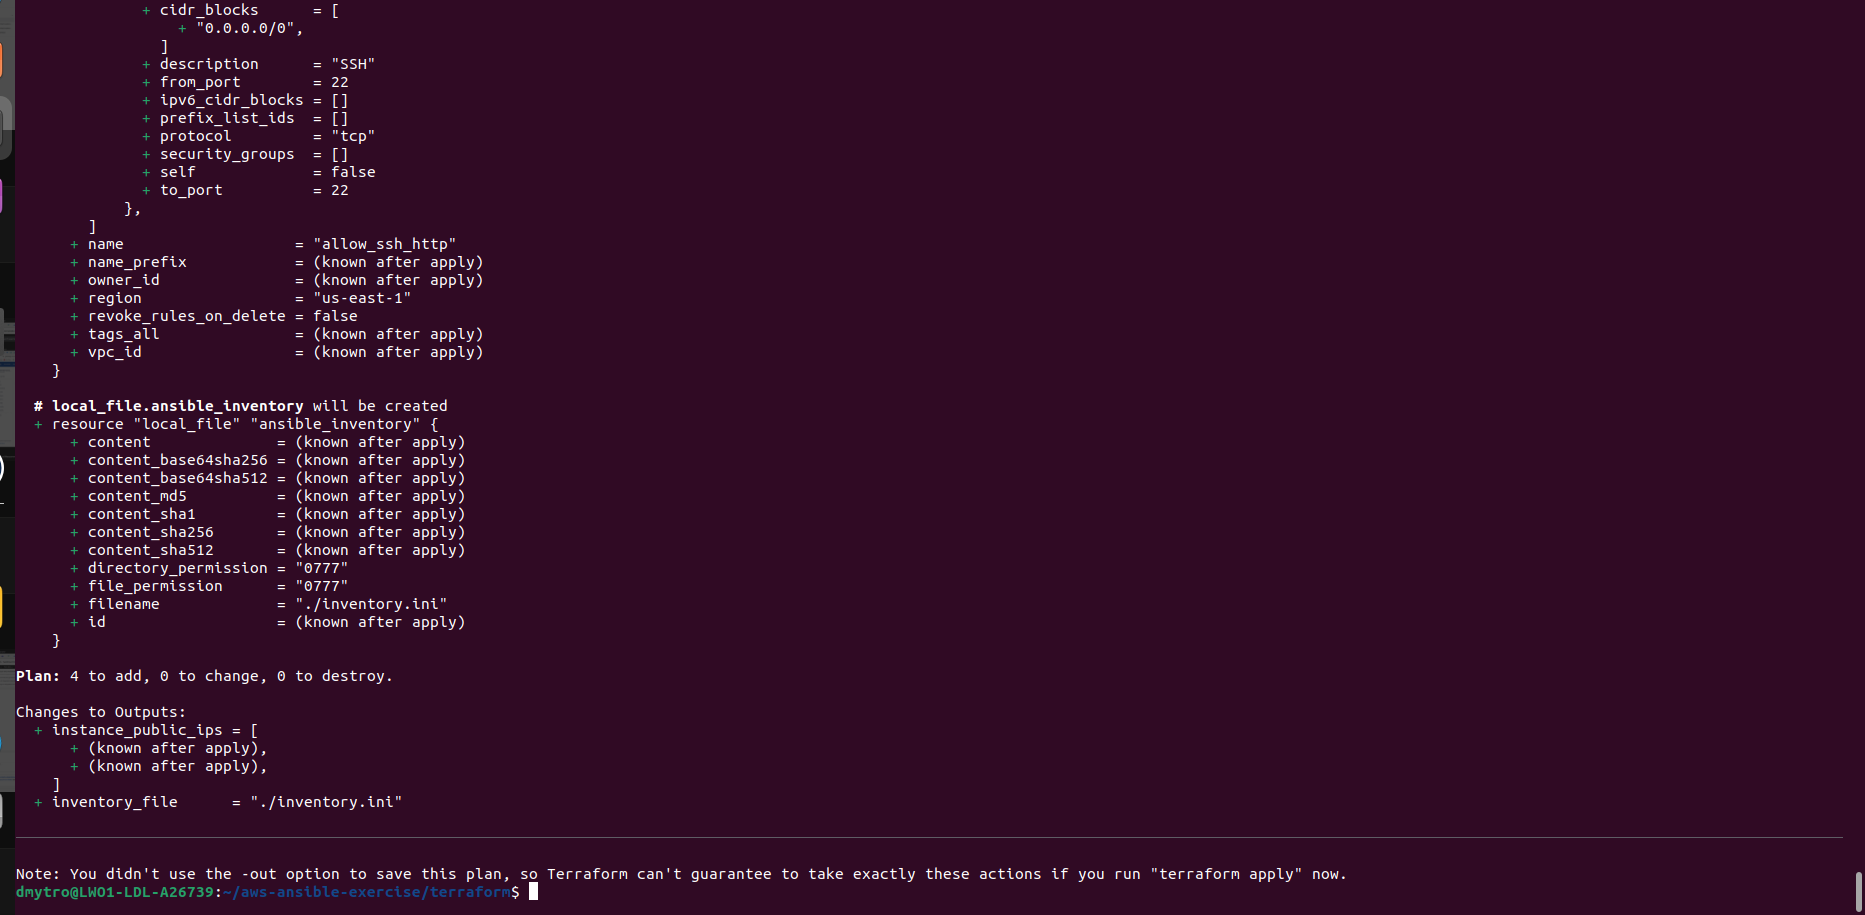 + cidr_blocks      = [
+ "0.0.0.0/0",
]
+ description      = "SSH"
+ from_port        = 22
+ ipv6_cidr_blocks = []
+ prefix_list_ids  = []
+ protocol         = "tcp"
+ security_groups  = []
+ self             = false
+ to_port          = 22
},
]
+ name                   = "allow_ssh_http"
+ name_prefix            = (known after apply)
+ owner_id               = (known after apply)
+ region                 = "us-east-1"
+ revoke_rules_on_delete = false
+ tags_all               = (known after apply)
+ vpc_id                 = (known after apply)
}
# local_file.ansible_inventory will be created
+ resource "local_file" "ansible_inventory" {
+ content              = (known after apply)
+ content_base64sha256 = (known after apply)
+ content_base64sha512 = (known after apply)
+ content_md5          = (known after apply)
+ content_sha1         = (known after apply)
+ content_sha256       = (known after apply)
+ content_sha512       = (known after apply)
+ directory_permission = "0777"
+ file_permission      = "0777"
+ filename             = "./inventory.ini"
+ id                   = (known after apply)
}
Plan: 4 to add, 0 to change, 0 to destroy.
Changes to Outputs:
+ instance_public_ips = [
+ (known after apply),
+ (known after apply),
]
+ inventory_file      = "./inventory.ini"
Note: You didn't use the -out option to save this plan, so Terraform can't guarantee to take exactly these actions if you run "terraform apply" now.
dmytro@LWO1-LDL-A26739:~/aws-ansible-exercise/terraform$